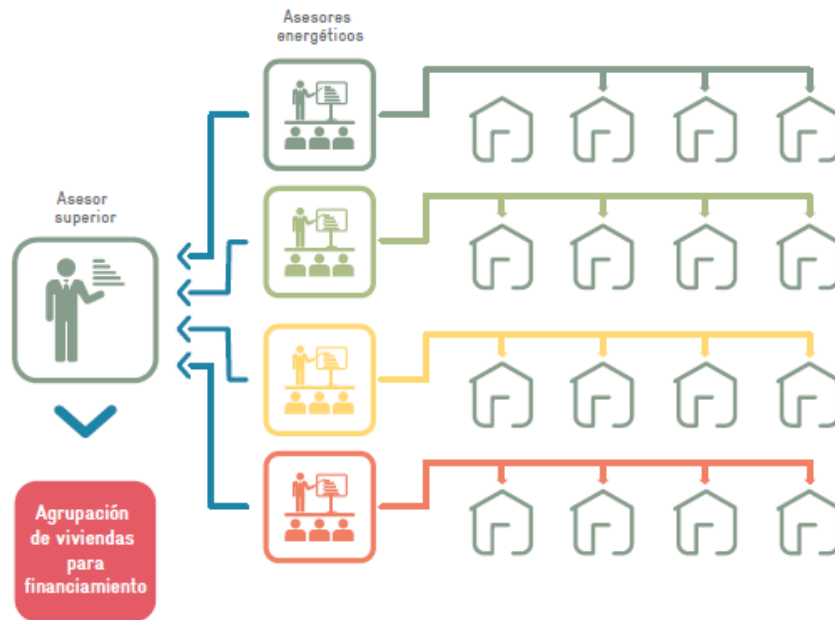 Asesores
energéticos
Asesor
superior
Agrupación
de viviendas
para
financiamiento